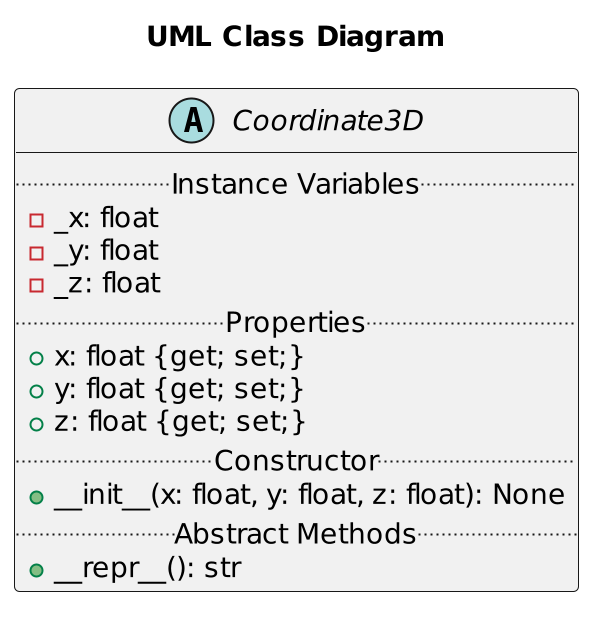 UML Class Diagram
A Coordinate3D
Instance Variables
_x: float
_y: float
_z: float
Properties
x: float {get; set;}
y: float {get; set;}
z: float {get; set;}
Constructor
__init__(x: float, y: float, z: float): None
Abstract Methods
__repr__(): str